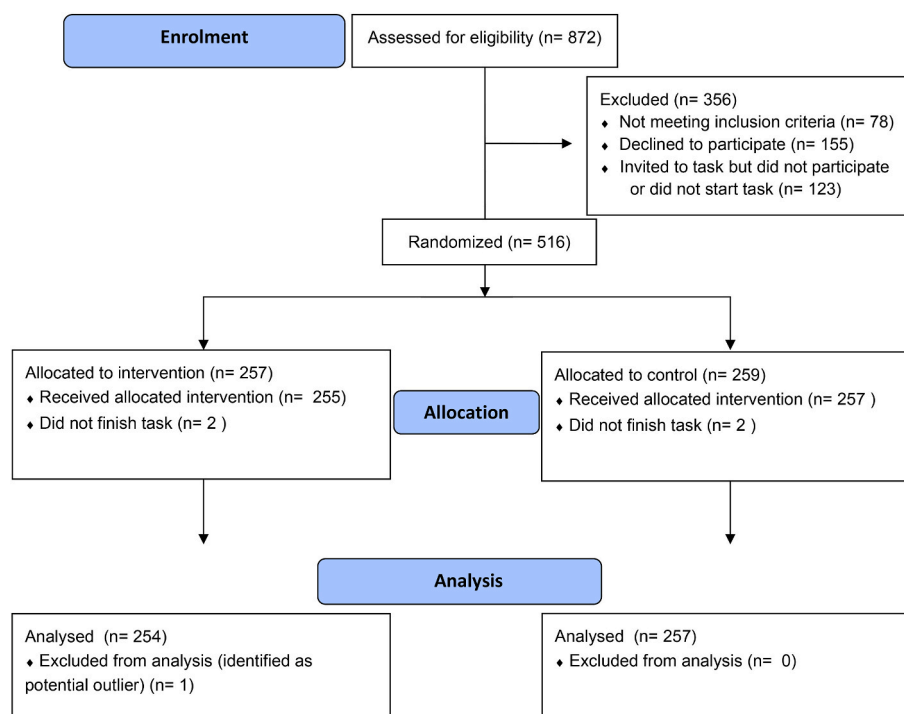 Enrolment
Assessed for eligibility (n= 872)
Excluded (n= 356)
♦ Not meeting inclusion criteria (n= 78)
♦ Declined to participate (n= 155)
♦ Invited to task but did not participate
or did not start task (n= 123)
Randomized (n= 516)
Allocated to intervention (n= 257)
♦ Received allocated intervention (n=  255)
♦ Did not finish task (n= 2 )
Allocation
Allocated to control (n= 259)
♦ Received allocated intervention (n= 257 )
♦ Did not finish task (n= 2 )
Analysis
Analysed  (n= 254)
♦ Excluded from analysis (identified as
potential outlier) (n= 1)
Analysed  (n= 257)
♦ Excluded from analysis (n=  0)